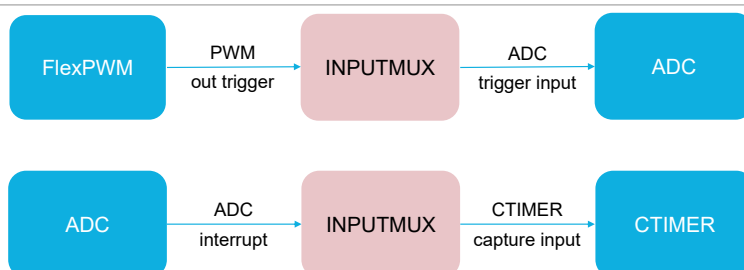 FlexPWM
PWM
out trigger
INPUTMUX
ADC
trigger input
ADC
ADC
ADC
interrupt
INPUTMUX
CTIMER
capture input
CTIMER